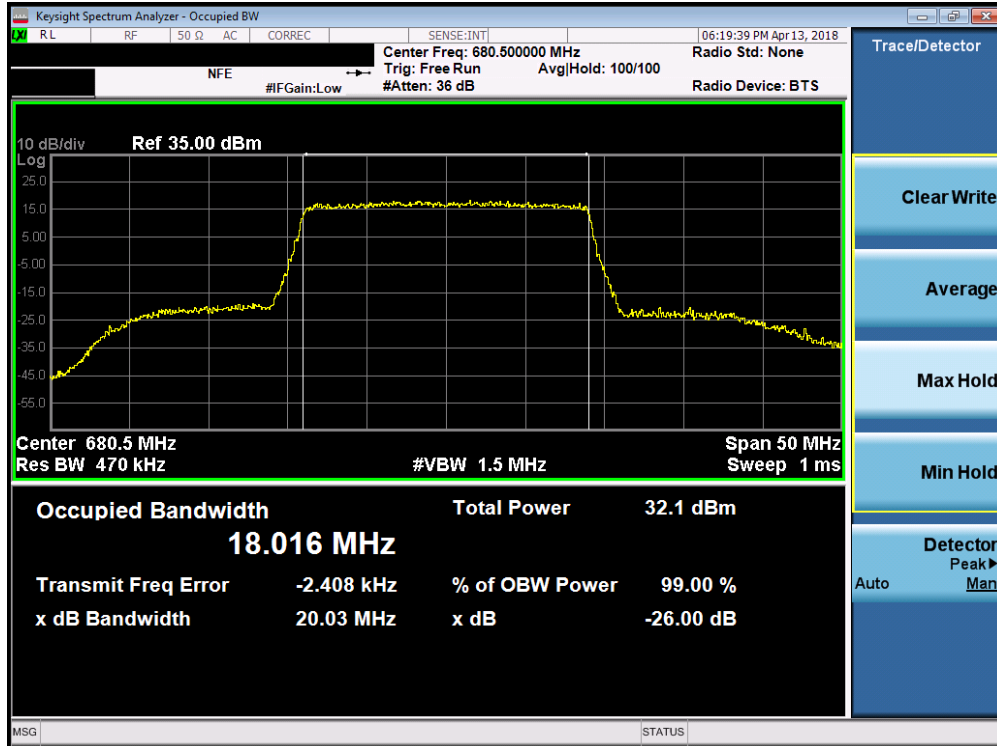 Keysight Spectrum Analyzer - Occupied BW
LXI RL RF 50 Ω AC CORREC SENSE:INT 06:19:39 PM Apr 13, 2018
Center Freq: 680.500000 MHz Radio Std: None
NFE Trig: Free Run Avg|Hold: 100/100
#IFGain:Low #Atten: 36 dB Radio Device: BTS
10 dB/div Ref 35.00 dBm
Log
25.0
15.0
5.00
-5.00
-15.0
-25.0
-35.0
-45.0
-55.0
Center 680.5 MHz Span 50 MHz
Res BW 470 kHz #VBW 1.5 MHz Sweep 1 ms
Occupied Bandwidth Total Power 32.1 dBm
18.016 MHz
Transmit Freq Error -2.408 kHz % of OBW Power 99.00 %
x dB Bandwidth 20.03 MHz x dB -26.00 dB
MSG STATUS
Trace/Detector
Clear Write
Average
Max Hold
Min Hold
Detector
Peak▶
Auto Man